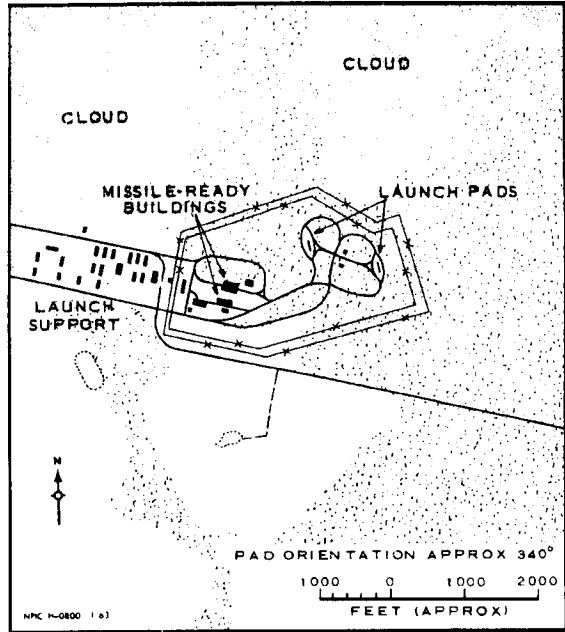 CLOUD
CLOUD
MISSILE-READY
BUILDINGS
LAUNCH PADS
LAUNCH
SUPPORT
N
PAD ORIENTATION APPROX 340°
1000 0 1000 2000
FEET (APPROX)
NPIC H-0800 (6)